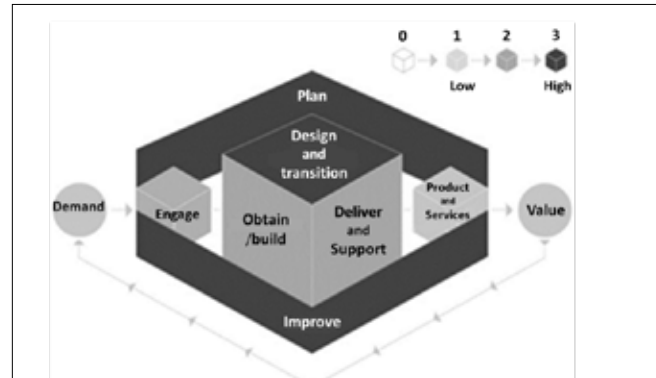 0 1 2 3
Low High
Plan
Design
and
transition
Demand
Engage
Obtain
/build
Deliver
and
Support
Product
and
Services
Value
Improve